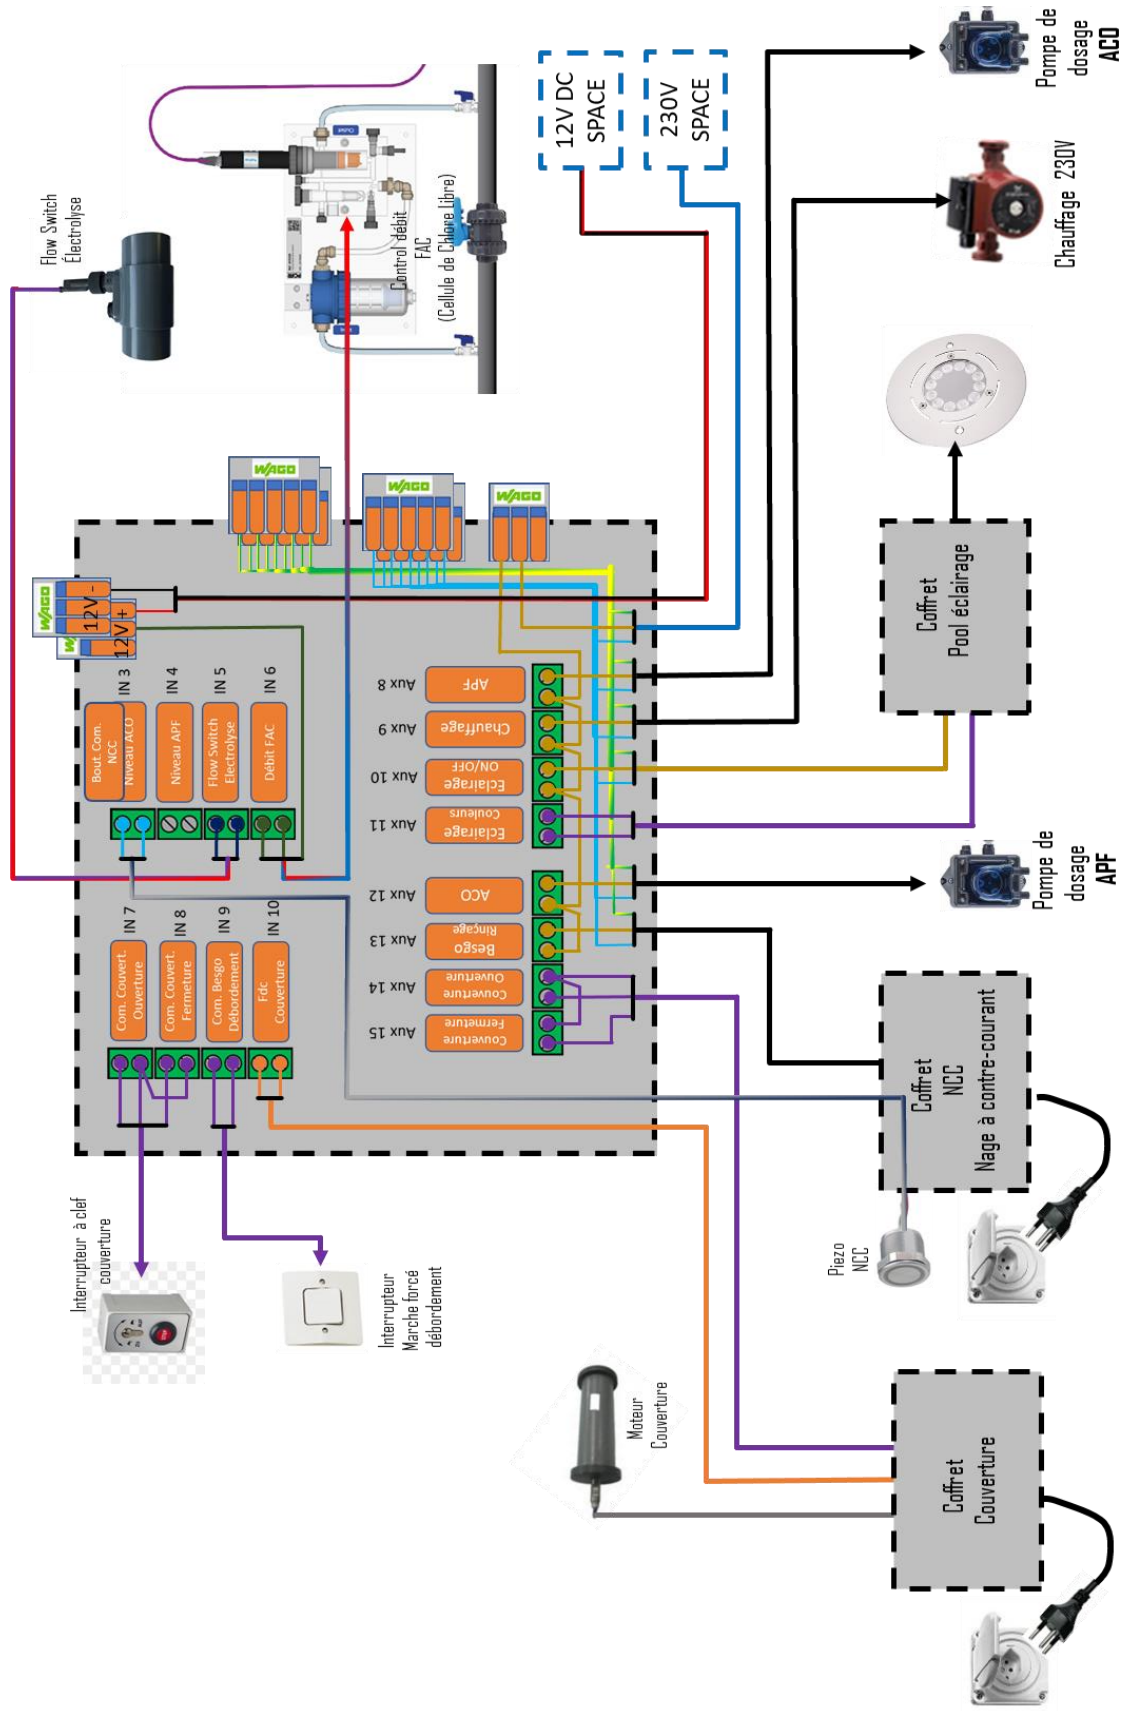 Pompe de
dosage
ACO
Chauffage 230V
12V DC
SPACE
230V
SPACE
Flow Switch
Électrolyse
Control débit
FAC
(Cellule de Chlore Libre)
WAGO
WAGO
WAGO
WAGO
WA
12V -
12V +
IN 3
IN 4
IN 5
IN 6
Bout. Com.
NCC
Niveau ACO
Niveau APF
Flow Switch
Electrolyse
Débit FAC
IN 7
IN 8
IN 9
IN 10
Com. Couvert.
Ouverture
Com. Couvert.
Fermeture
Com. Besgo
Débordement
Fdc
Couverture
Aux 8
APF
Aux 9
Chauffage
Aux 10
Eclairage
ON/OFF
Aux 11
Eclairage
Couleurs
Aux 12
ACO
Aux 13
Besgo
Rinçage
Aux 14
Couverture
Ouverture
Aux 15
Couverture
Fermeture
Coffret
Pool éclairage
Pompe de
dosage
APF
Coffret
NCC
Nage à contre-courant
Piezo
NCC
Interrupteur à clef
couverture
Interrupteur
Marche forcé
débordement
Moteur
Couverture
Coffret
Couverture